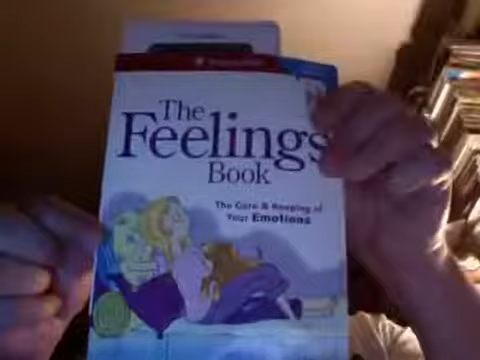 The
Feelings
Book
The Care & Keeping of
Your Emotions